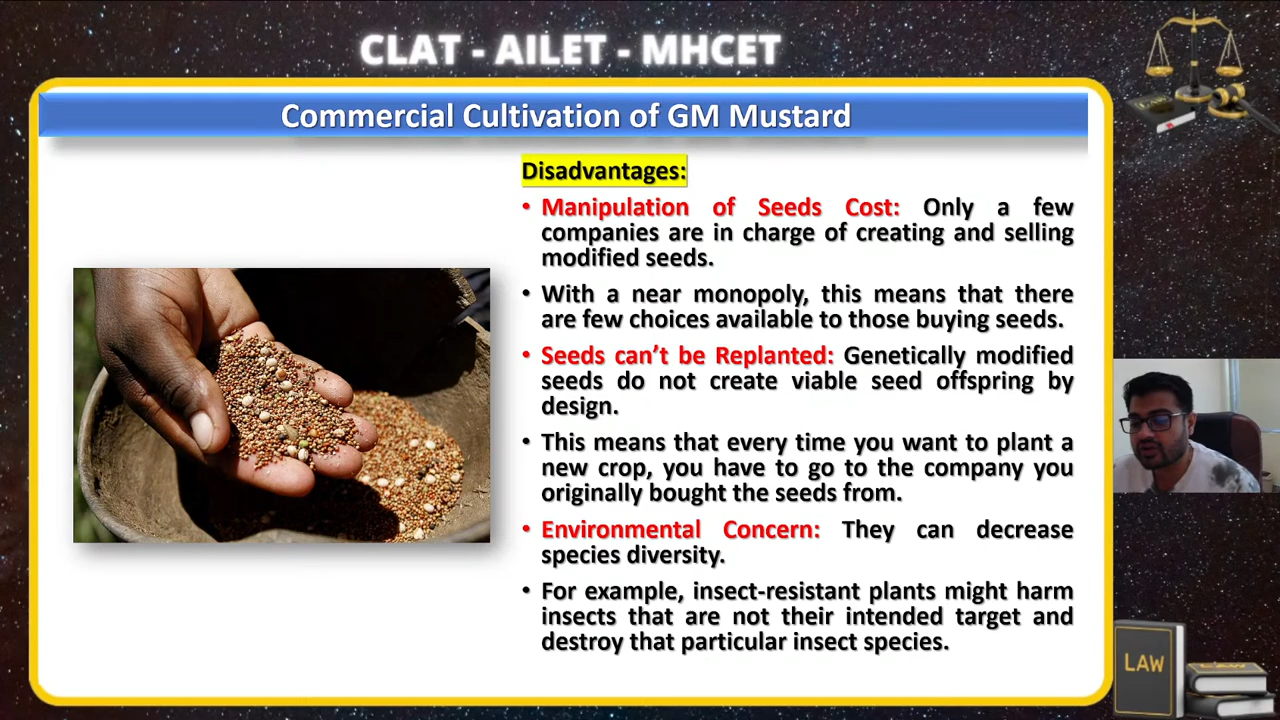 CLAT - AILET - MHCET
Commercial Cultivation of GM Mustard
Disadvantages:
• Manipulation of Seeds Cost: Only a few
companies are in charge of creating and selling
modified seeds.
• With a near monopoly, this means that there
are few choices available to those buying seeds.
• Seeds can’t be Replanted: Genetically modified
seeds do not create viable seed offspring by
design.
• This means that every time you want to plant a
new crop, you have to go to the company you
originally bought the seeds from.
• Environmental Concern: They can decrease
species diversity.
• For example, insect-resistant plants might harm
insects that are not their intended target and
destroy that particular insect species.
LAW